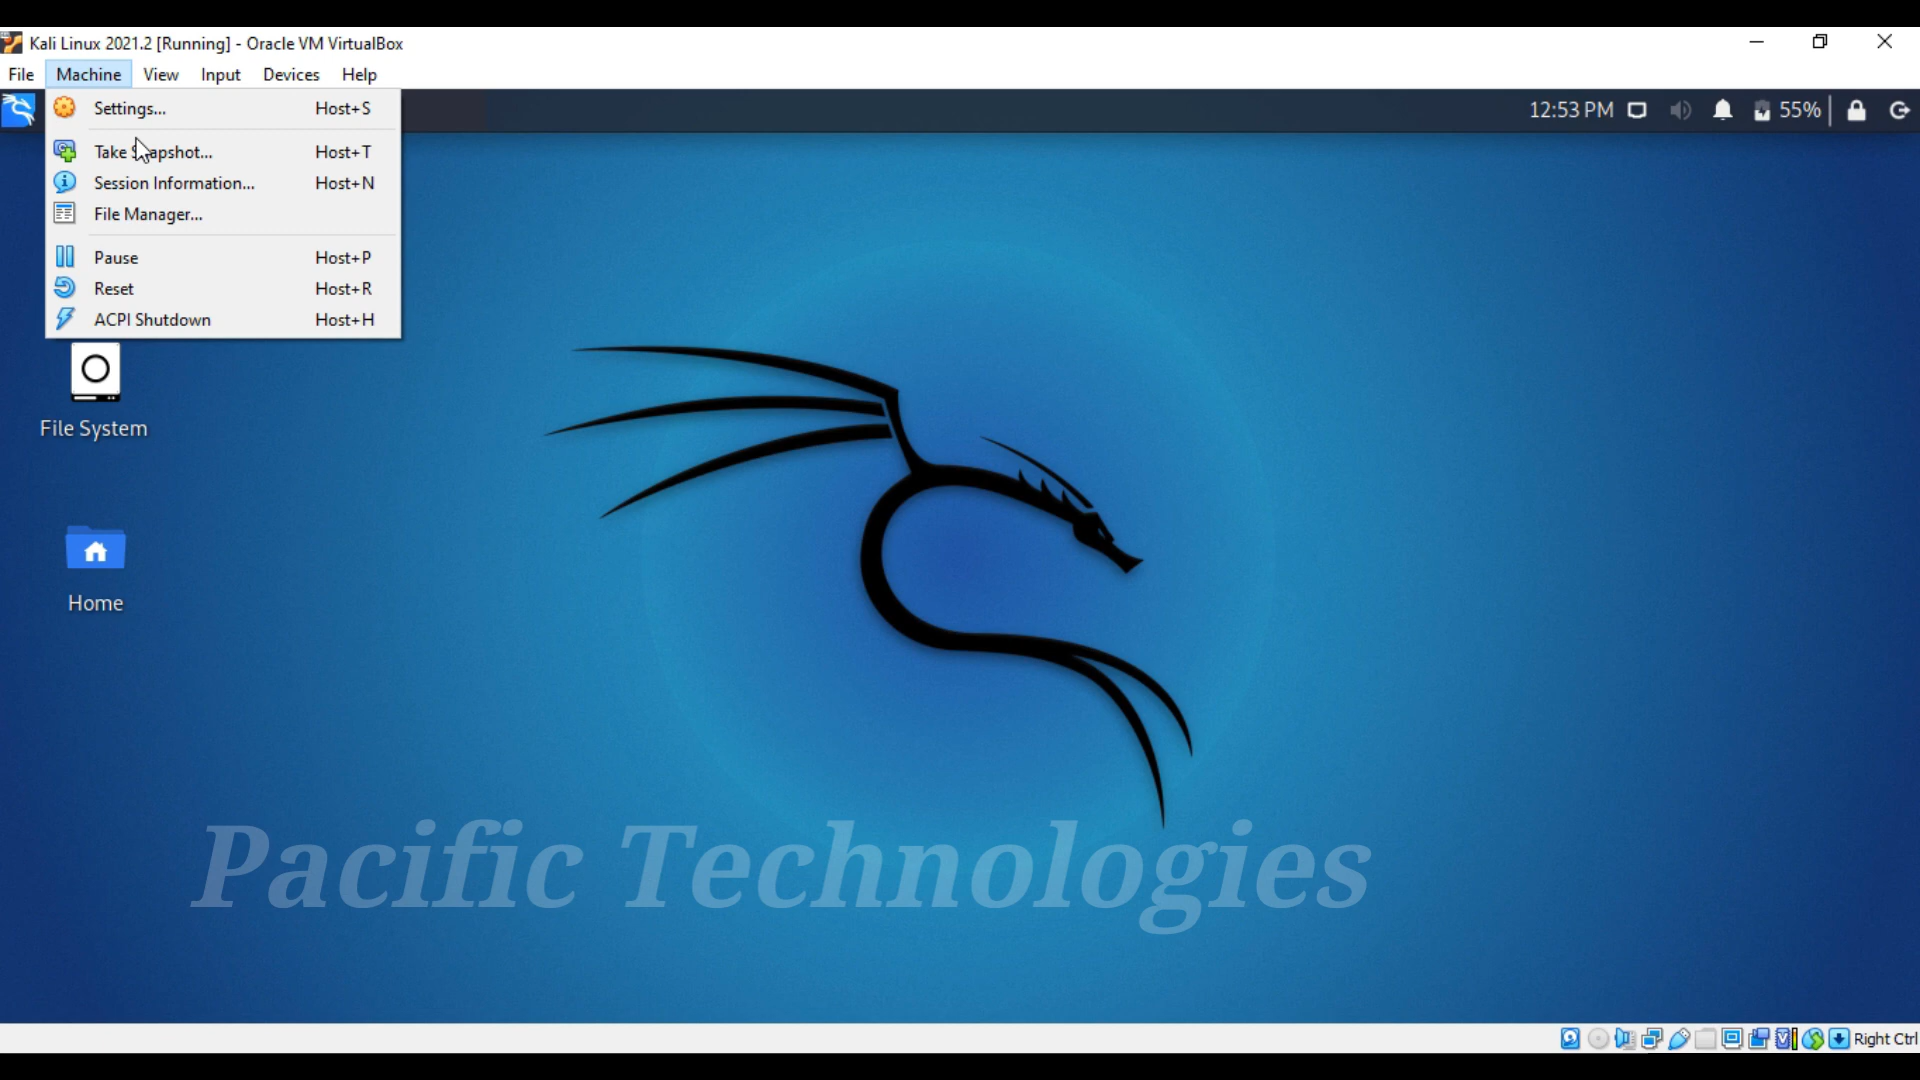 Kali Linux 2021.2 [Running] - Oracle VM VirtualBox
File Machine View Input Devices Help
Settings... Host+S
12:53 PM 55%
Take Snapshot... Host+T
Session Information... Host+N
File Manager...
Pause Host+P
Reset Host+R
ACPI Shutdown Host+H
File System
Home
Pacific Technologies
Right Ctrl